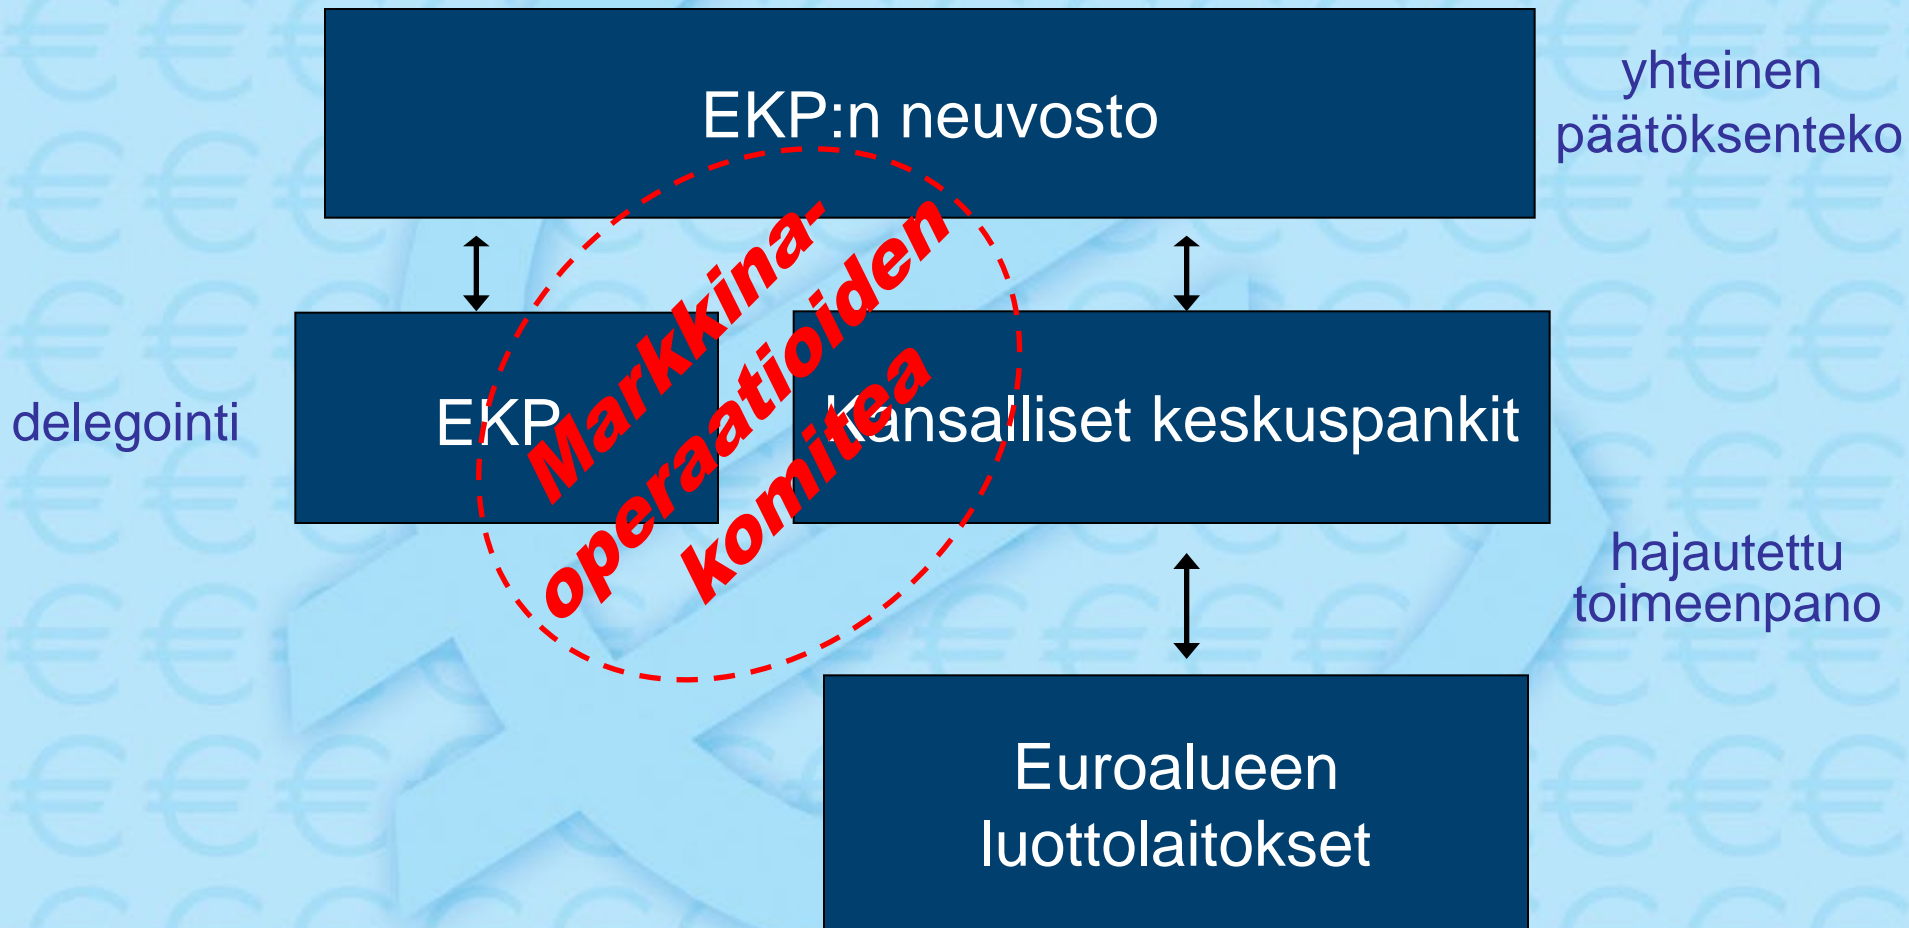 EKP:n neuvosto
yhteinen
päätöksenteko
delegointi
EKP
Markkina-
operaatioiden
komitea
Kansalliset keskuspankit
hajautettu
toimeenpano
Euroalueen
luottolaitokset